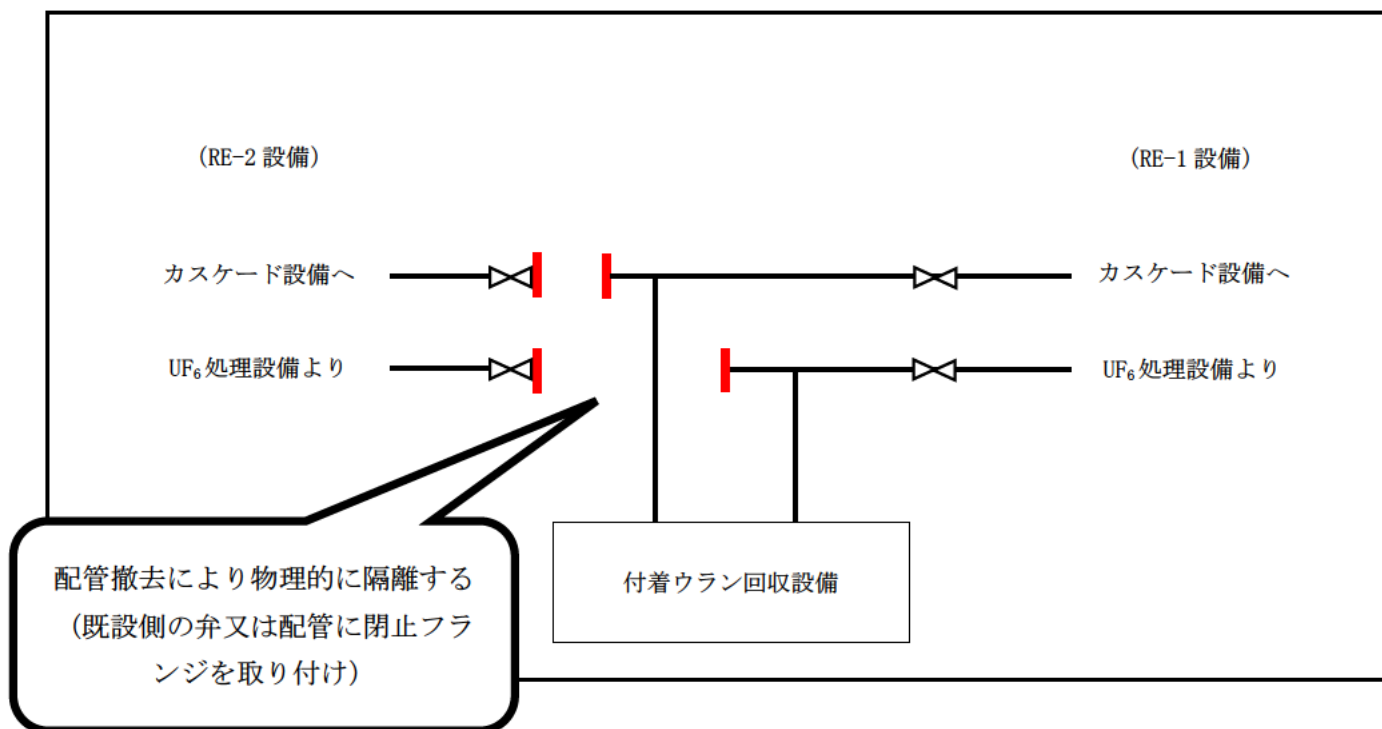 (RE-2 設備)
(RE-1 設備)
カスケード設備へ
カスケード設備へ
UF₆処理設備より
UF₆処理設備より
配管撤去により物理的に隔離する
(既設側の弁又は配管に閉止フラ
ンジを取り付け)
付着ウラン回収設備